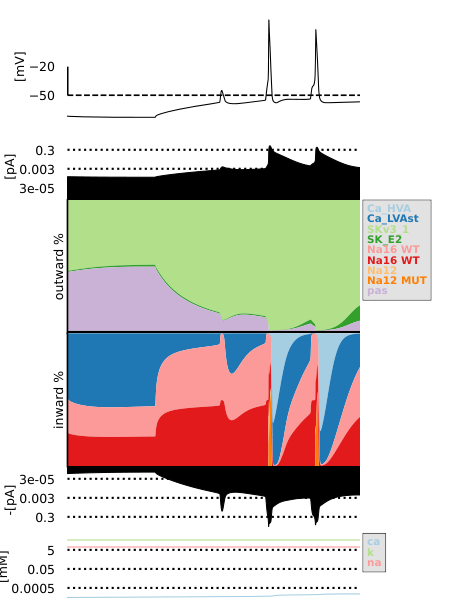 [mV]
−20
−50
[pA]
0.3
0.003
3e-05
outward %
Ca_HVA
Ca_LVAst
SKv3_1
SK_E2
Na16 WT
Na16 WT
Na12
Na12 MUT
pas
inward %
-[pA]
3e-05
0.003
0.3
[mM]
5
0.05
0.0005
ca
k
na